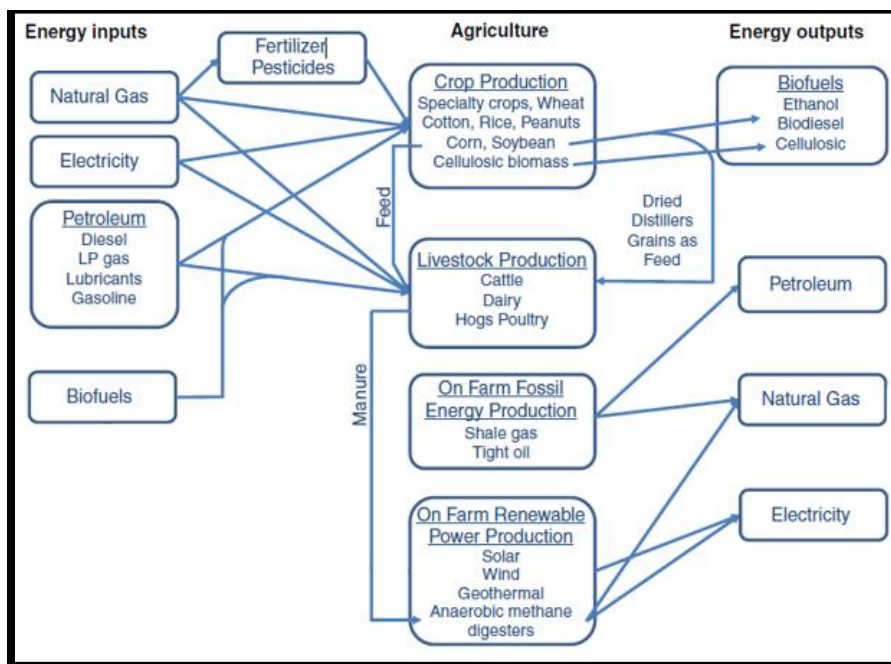 Energy inputs
Agriculture
Energy outputs
Fertilizer
Pesticides
Natural Gas
Electricity
Petroleum
Diesel
LP gas
Lubricants
Gasoline
Biofuels
Crop Production
Specialty crops, Wheat
Cotton, Rice, Peanuts
Corn, Soybean
Cellulosic biomass
Feed
Livestock Production
Cattle
Dairy
Hogs Poultry
Manure
On Farm Fossil
Energy Production
Shale gas
Tight oil
On Farm Renewable
Power Production
Solar
Wind
Geothermal
Anaerobic methane
digesters
Biofuels
Ethanol
Biodiesel
Cellulosic
Dried
Distillers
Grains as
Feed
Petroleum
Natural Gas
Electricity